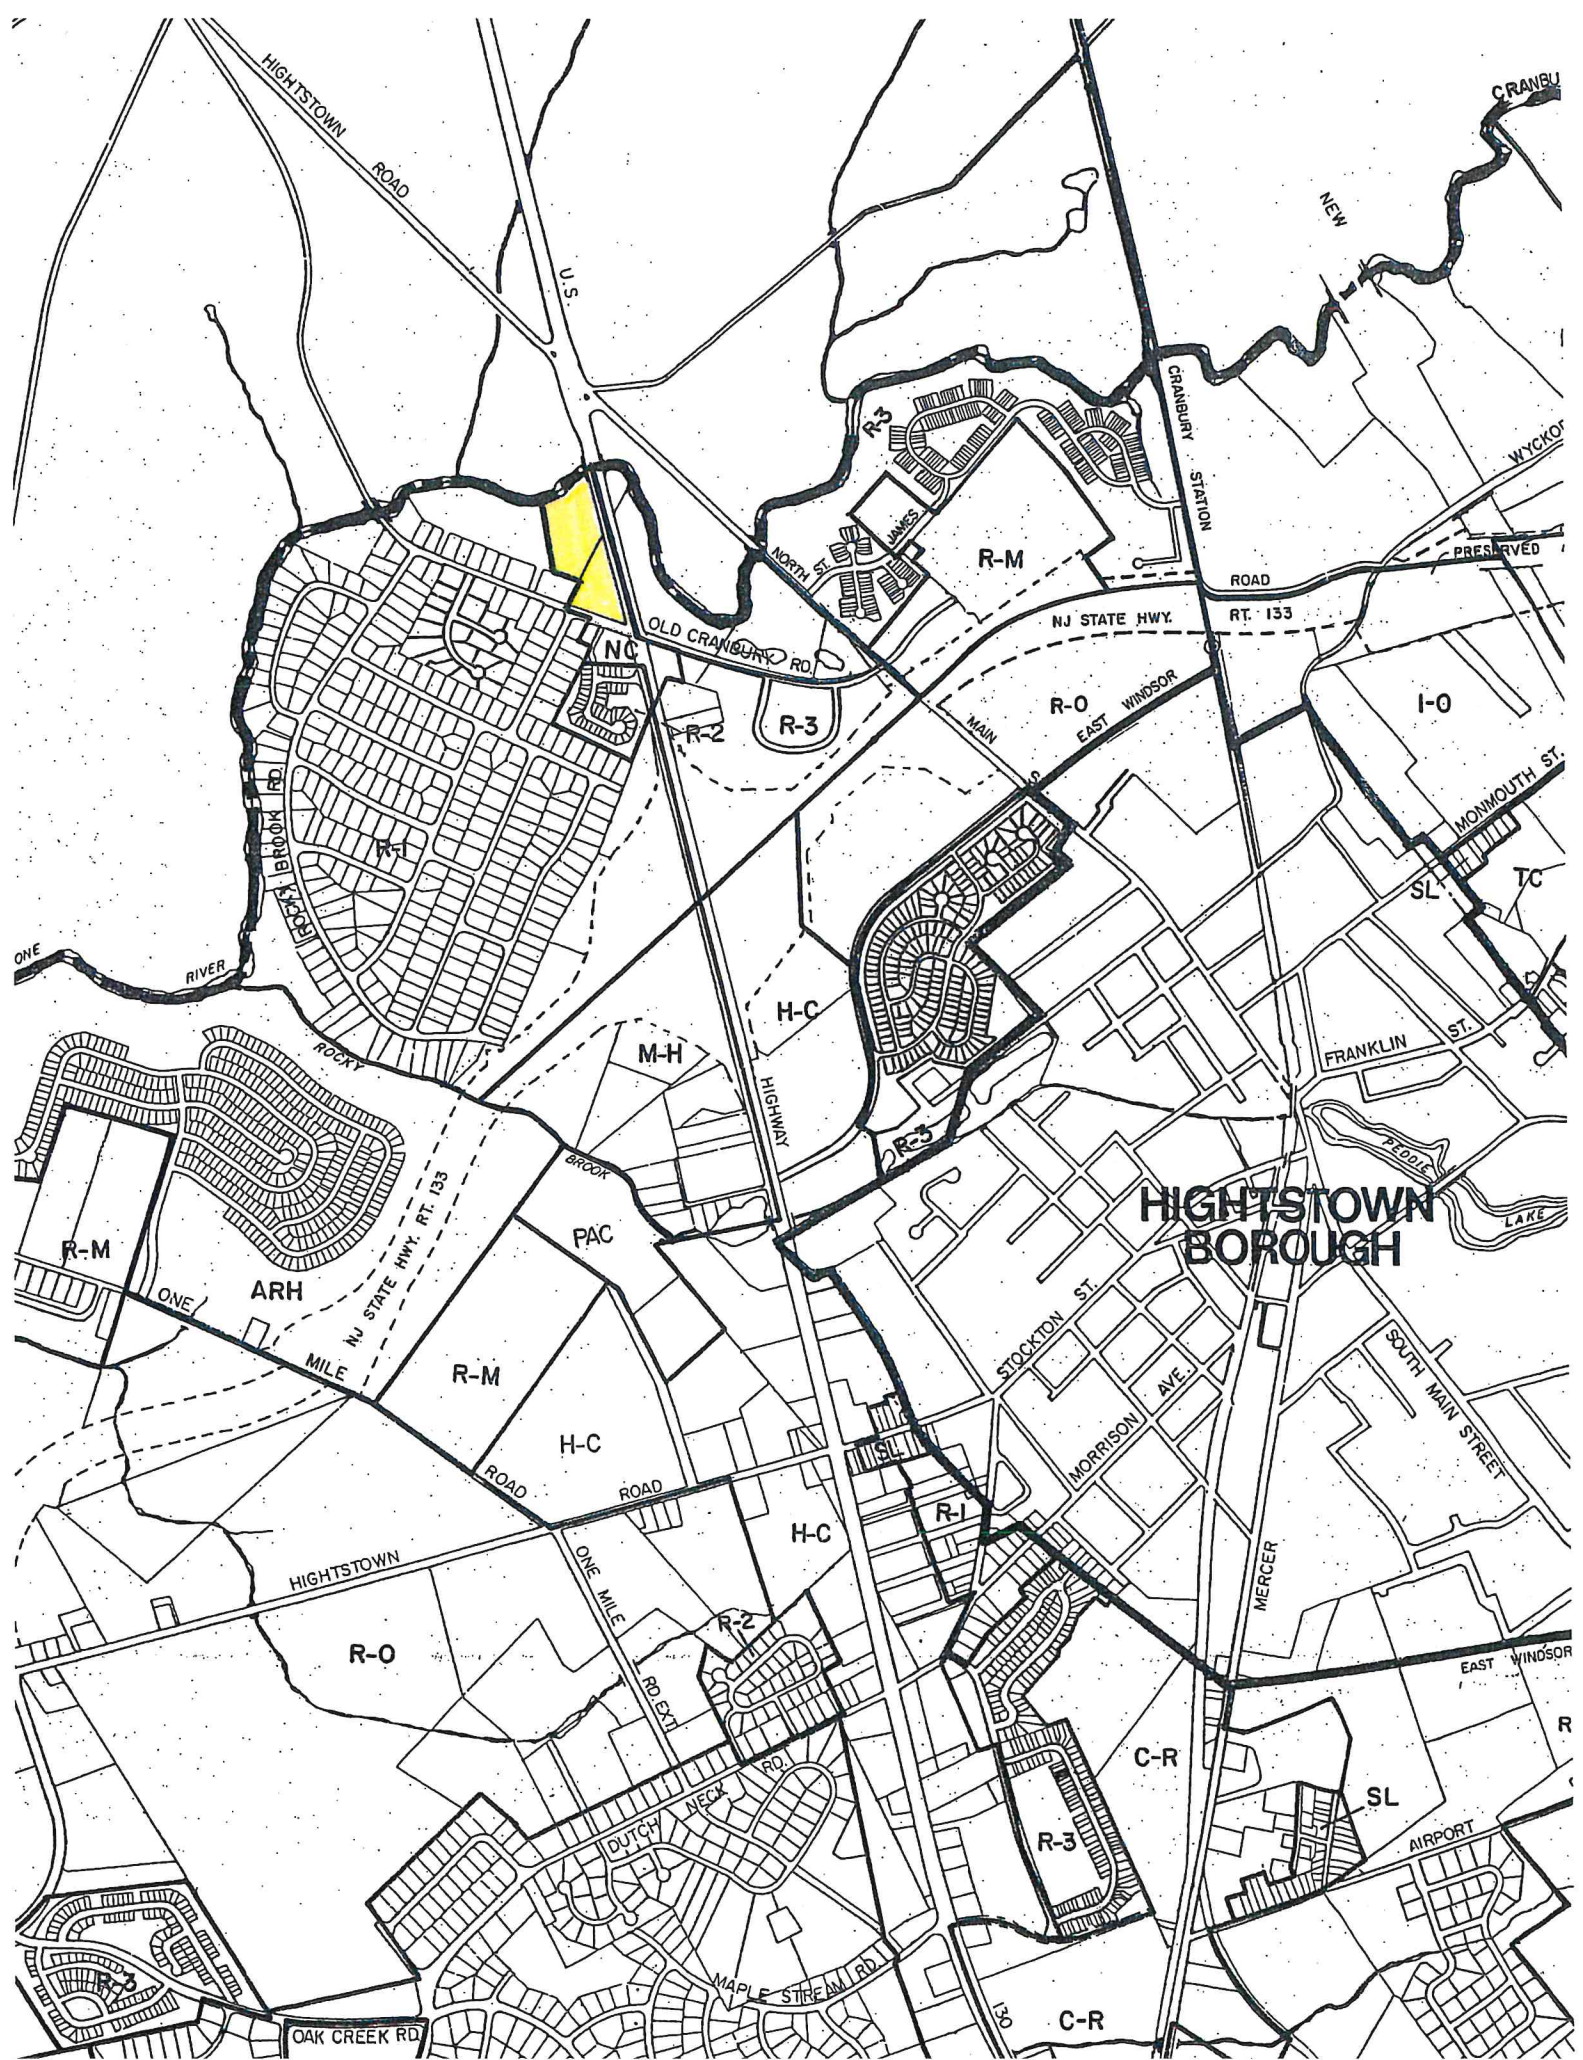 HIGHTSTOWN
ROAD
U.S.
CRANBU
NEW
CRANBURY
STATION
WYCKOF
R-3
JAMES
NORTH ST.
R-M
PRESERVED
ROAD
NJ STATE HWY. RT. 133
OLD CRANBURY RD.
NC
R-2
R-3
MAIN
R-O
EAST WINDSOR
I-O
MONMOUTH ST.
SL
TC
ROCKY BROOK RD.
R-1
ONE
RIVER
ROCKY
H-C
M-H
HIGHWAY
FRANKLIN ST.
R-3
PEDDIE
LAKE
HIGHTSTOWN
BOROUGH
BROOK
PAC
R-M
ARH
NJ STATE HWY. RT. 133
ONE
MILE
R-M
H-C
ROAD
ROAD
STOCKTON ST.
MORRISON AVE.
SOUTH MAIN STREET
SL
R-1
H-C
HIGHTSTOWN
ONE MILE
RD. EXT.
MERCER
R-O
R-2
EAST WINDSOR
R
C-R
SL
AIRPORT
DUTCH NECK RD.
R-3
R-3
MAPLE STREAM RD.
OAK CREEK RD.
130
C-R